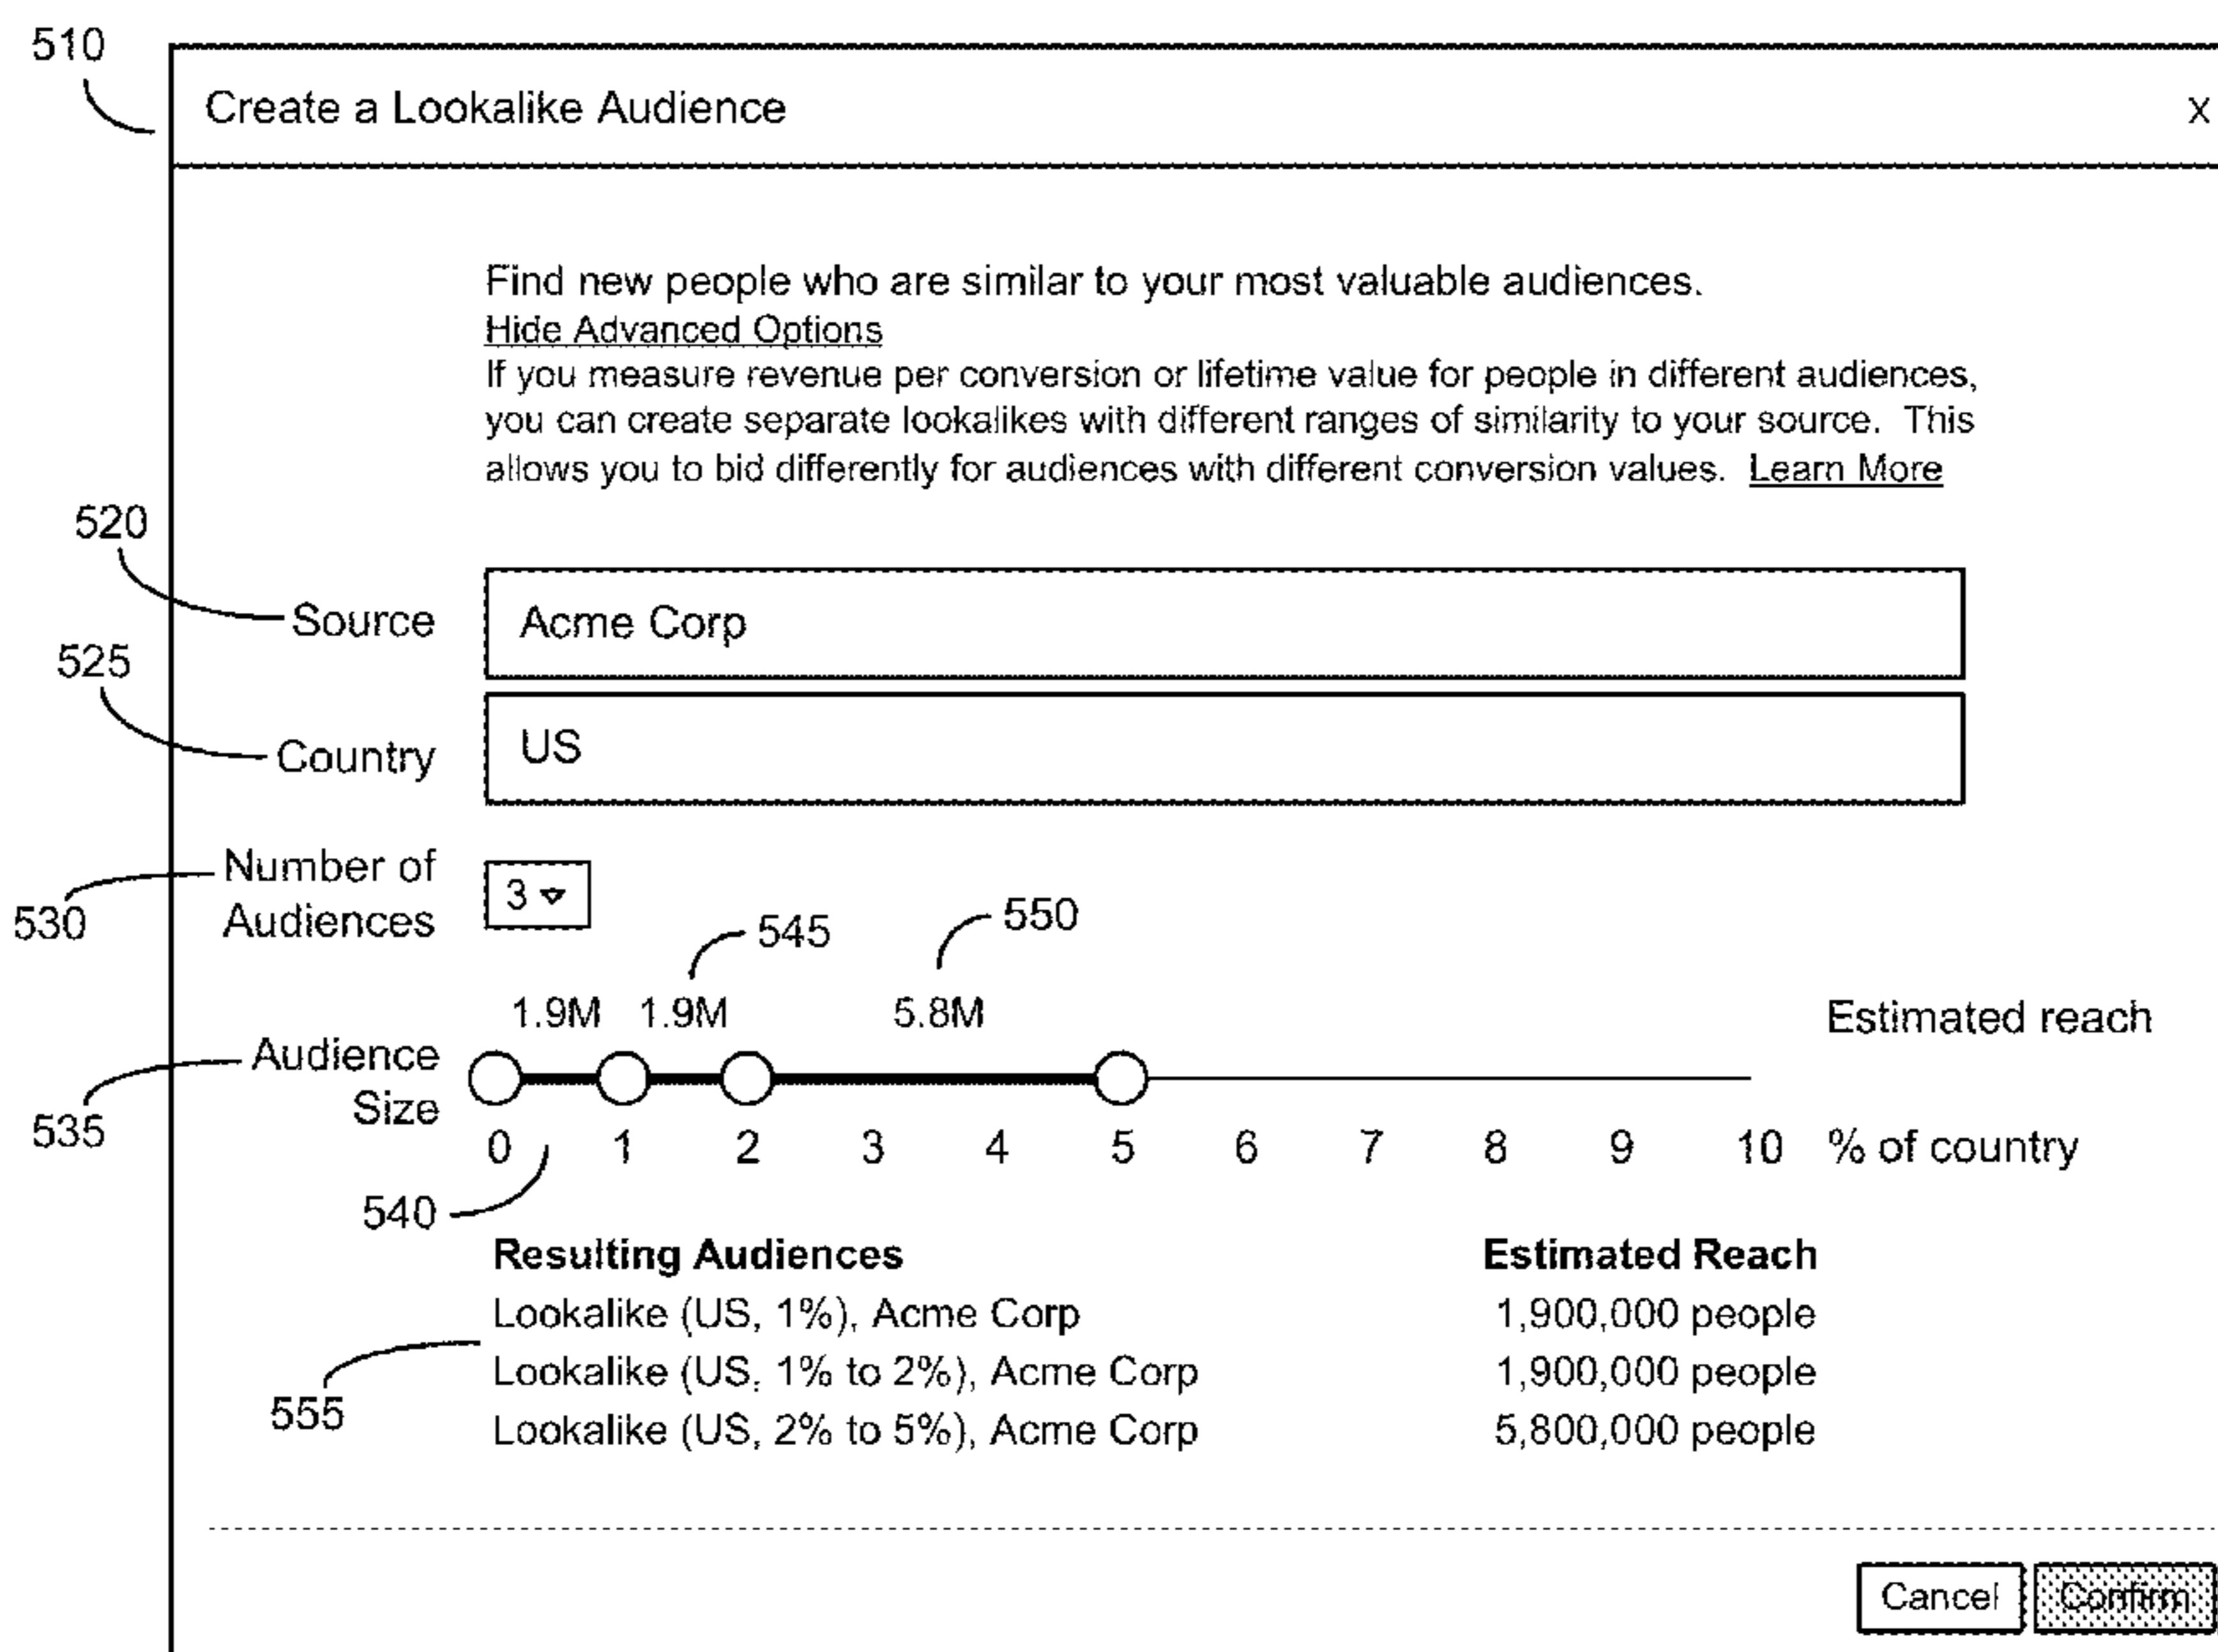 510
Create a Lookalike Audience X
Find new people who are similar to your most valuable audiences.
Hide Advanced Options
If you measure revenue per conversion or lifetime value for people in different audiences,
you can create separate lookalikes with different ranges of similarity to your source. This
allows you to bid differently for audiences with different conversion values. Learn More
520
Source Acme Corp
525
Country US
Number of
Audiences
3
530
545
550
1.9M 1.9M 5.8M Estimated reach
Audience
Size
535
0 1 2 3 4 5 6 7 8 9 10 % of country
540
Resulting Audiences Estimated Reach
Lookalike (US, 1%), Acme Corp 1,900,000 people
Lookalike (US, 1% to 2%), Acme Corp 1,900,000 people
555
Lookalike (US, 2% to 5%), Acme Corp 5,800,000 people
Cancel Confirm